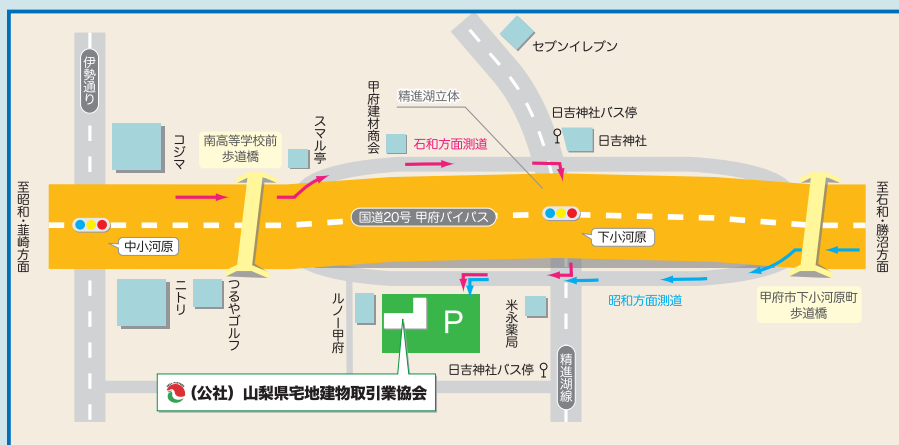 セブンイレブン
伊勢通り
甲府建材商会
精進湖立体
日吉神社バス停
日吉神社
コジマ
南高等学校前
歩道橋
スマル亭
石和方面側道
至昭和・韮崎方面
至石和・勝沼方面
国道20号 甲府バイパス
中小河原
下小河原
ニトリ
つるやゴルフ
ルノー甲府
P
米永薬局
昭和方面側道
甲府市下小河原町
歩道橋
日吉神社バス停
精進湖線
(公社)山梨県宅地建物取引業協会